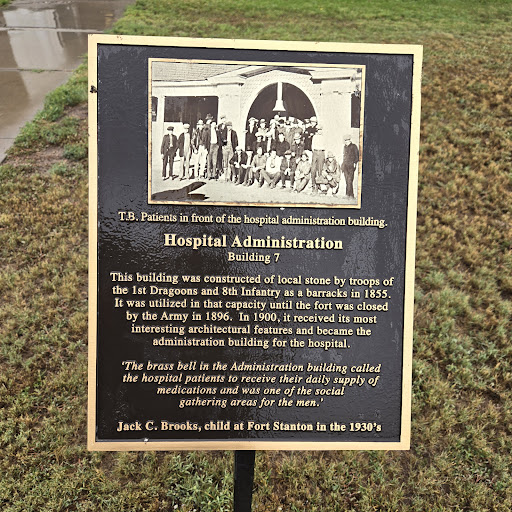 T.B. Patients in front of the hospital administration building.
Hospital Administration
Building 7
This building was constructed of local stone by troops of
the 1st Dragoons and 8th Infantry as a barracks in 1855.
It was utilized in that capacity until the fort was closed
by the Army in 1896. In 1900, it received its most
interesting architectural features and became the
administration building for the hospital.
'The brass bell in the Administration building called
the hospital patients to receive their daily supply of
medications and was one of the social
gathering areas for the men.'
Jack C. Brooks, child at Fort Stanton in the 1930's